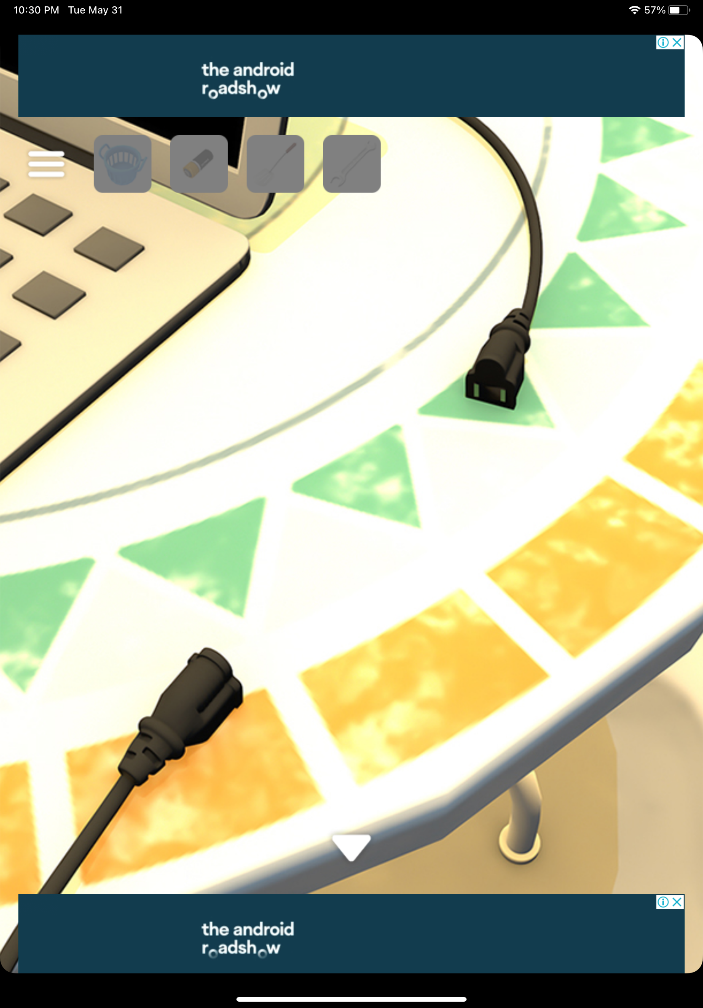 10:30 PM Tue May 31
57%
the android
roadshow
the android
roadshow